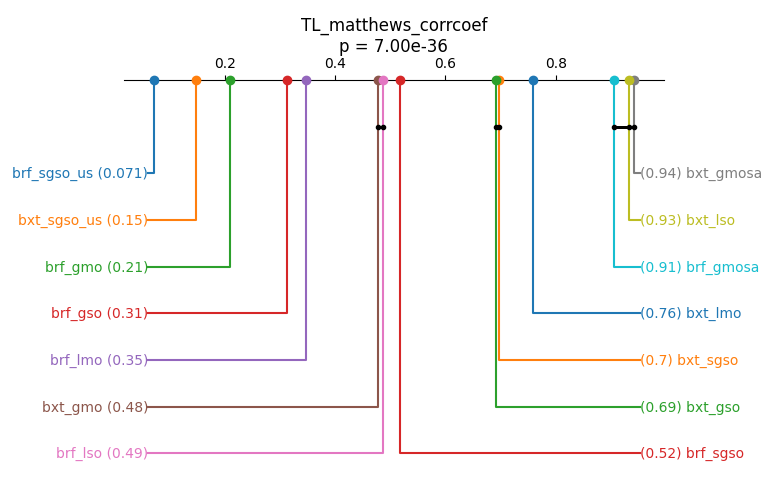 TL_matthews_corrcoef
p = 7.00e-36
0.2 0.4 0.6 0.8
brf_sgso_us (0.071) (0.94) bxt_gmosa
bxt_sgso_us (0.15) (0.93) bxt_lso
brf_gmo (0.21) (0.91) brf_gmosa
brf_gso (0.31) (0.76) bxt_lmo
brf_lmo (0.35) (0.7) bxt_sgso
bxt_gmo (0.48) (0.69) bxt_gso
brf_lso (0.49) (0.52) brf_sgso